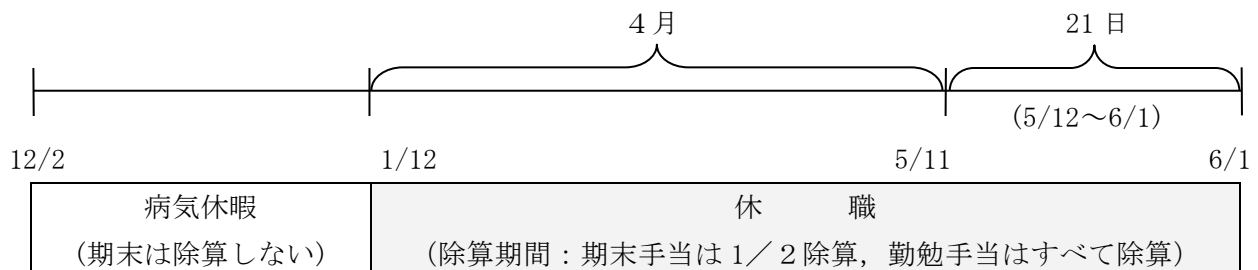 ４月 21 日
(5/12～6/1)
12/2 1/12 5/11 6/1
病気休暇 休　　職
（期末は除算しない） （除算期間：期末手当は１／２除算，勤勉手当はすべて除算）